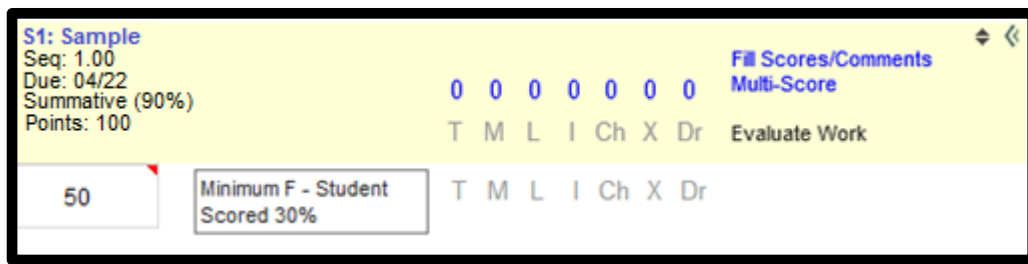 S1: Sample
Seq: 1.00
Due: 04/22
Summative (90%)
Points: 100
0 0 0 0 0 0 0
T M L I Ch X Dr
Fill Scores/Comments
Multi-Score
Evaluate Work
50
Minimum F - Student
Scored 30%
T M L I Ch X Dr